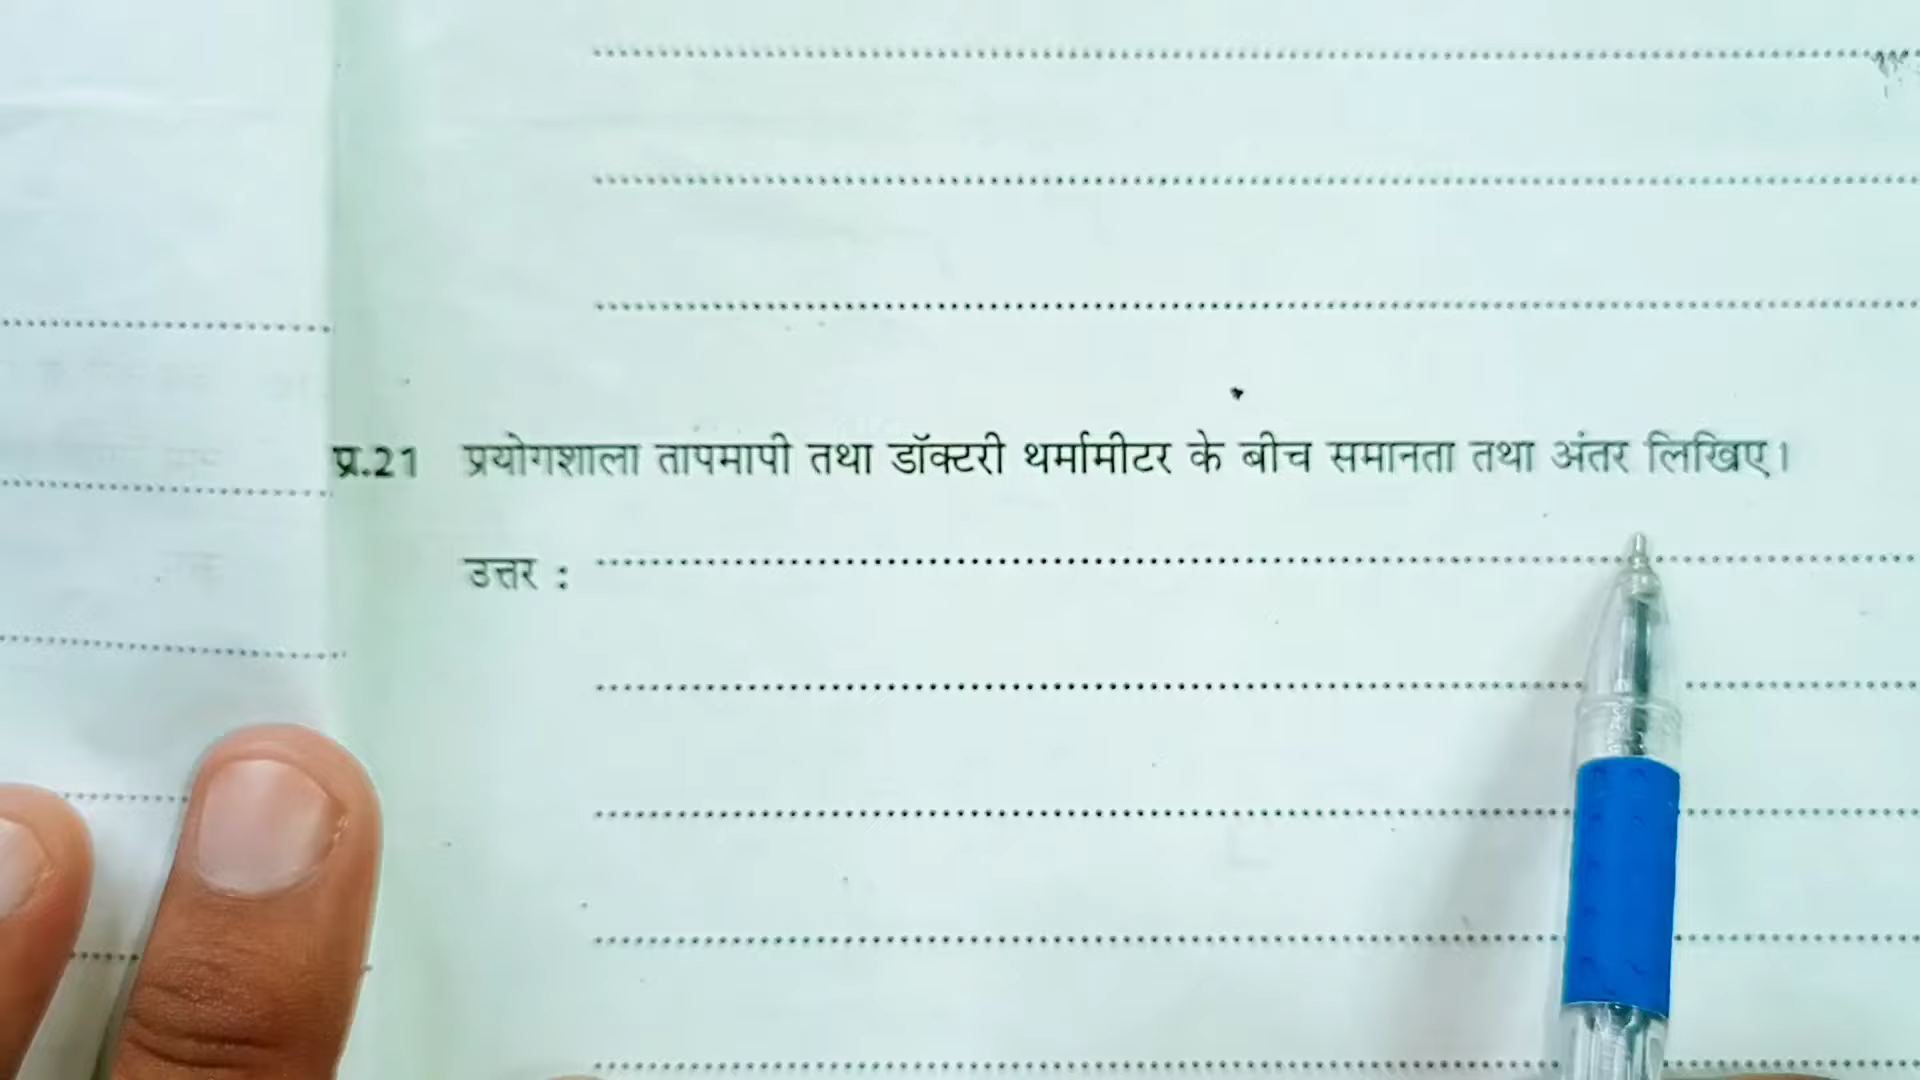 प्र.21 प्रयोगशाला तापमापी तथा डॉक्टरी थर्मामीटर के बीच समानता तथा अंतर लिखिए।
उत्तर :